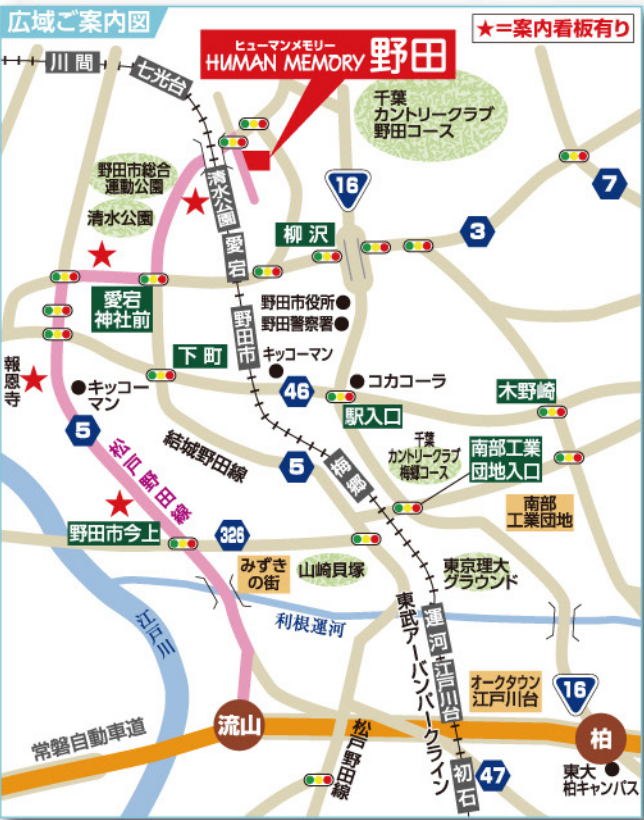 広域ご案内図
★=案内看板有り
川間
七光台
ヒューマンメモリー
HUMAN MEMORY 野田
千葉
カントリークラブ
野田コース
16
7
3
野田市総合
運動公園
清水公園
清水公園
愛宕
柳沢
愛宕
神社前
野田市役所
野田警察署
野田市
下町
キッコーマン
コカコーラ
46
木野崎
駅入口
報恩寺
キッコー
マン
5
松戸野田線
結城野田線
5
梅郷
千葉
カントリークラブ
梅郷コース
南部工業
団地入口
南部
工業団地
野田市今上
326
みずき
の街
山崎貝塚
東京理大
グラウンド
江戸川
利根運河
東武アーバンパークライン
運河
江戸川台
オークタウン
江戸川台
16
常磐自動車道
流山
柏
松戸野田線
初石
47
東大
柏キャンパス